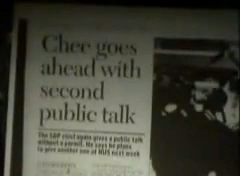 Chee goes
ahead with
second
public talk
The SDP chief again gives a public talk
without a permit. He says he plans
to give another one at NUS next week